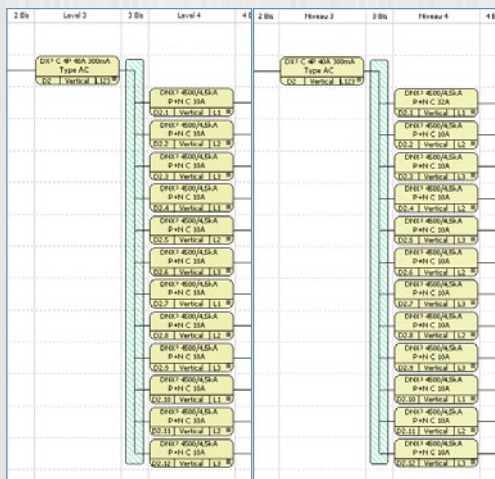 2 Bis Level 3 3 Bis Level 4
DX³ C 4P 40A 300mA
Type AC
D2 Vertical L123
DNX³ 4500/4,5kA
P+N C 10A
D2.1 Vertical L1
DNX³ 4500/4,5kA
P+N C 10A
D2.2 Vertical L2
DNX³ 4500/4,5kA
P+N C 10A
D2.3 Vertical L3
DNX³ 4500/4,5kA
P+N C 10A
D2.4 Vertical L1
DNX³ 4500/4,5kA
P+N C 10A
D2.5 Vertical L2
DNX³ 4500/4,5kA
P+N C 10A
D2.6 Vertical L3
DNX³ 4500/4,5kA
P+N C 10A
D2.7 Vertical L1
DNX³ 4500/4,5kA
P+N C 10A
D2.8 Vertical L2
DNX³ 4500/4,5kA
P+N C 10A
D2.9 Vertical L3
DNX³ 4500/4,5kA
P+N C 10A
D2.10 Vertical L1
DNX³ 4500/4,5kA
P+N C 10A
D2.11 Vertical L2
DNX³ 4500/4,5kA
P+N C 10A
D2.12 Vertical L3
2 Bis Niveau 3 3 Bis Niveau 4
DX³ C 4P 40A 300mA
Type AC
D2 Vertical L123
DNX³ 4500/4,5kA
P+N C 32A
D2.1 Vertical L1
DNX³ 4500/4,5kA
P+N C 10A
D2.2 Vertical L2
DNX³ 4500/4,5kA
P+N C 10A
D2.3 Vertical L3
DNX³ 4500/4,5kA
P+N C 10A
D2.4 Vertical L2
DNX³ 4500/4,5kA
P+N C 10A
D2.5 Vertical L3
DNX³ 4500/4,5kA
P+N C 10A
D2.6 Vertical L2
DNX³ 4500/4,5kA
P+N C 10A
D2.7 Vertical L3
DNX³ 4500/4,5kA
P+N C 10A
D2.8 Vertical L2
DNX³ 4500/4,5kA
P+N C 10A
D2.9 Vertical L3
DNX³ 4500/4,5kA
P+N C 10A
D2.10 Vertical L1
DNX³ 4500/4,5kA
P+N C 10A
D2.11 Vertical L2
DNX³ 4500/4,5kA
P+N C 10A
D2.12 Vertical L3